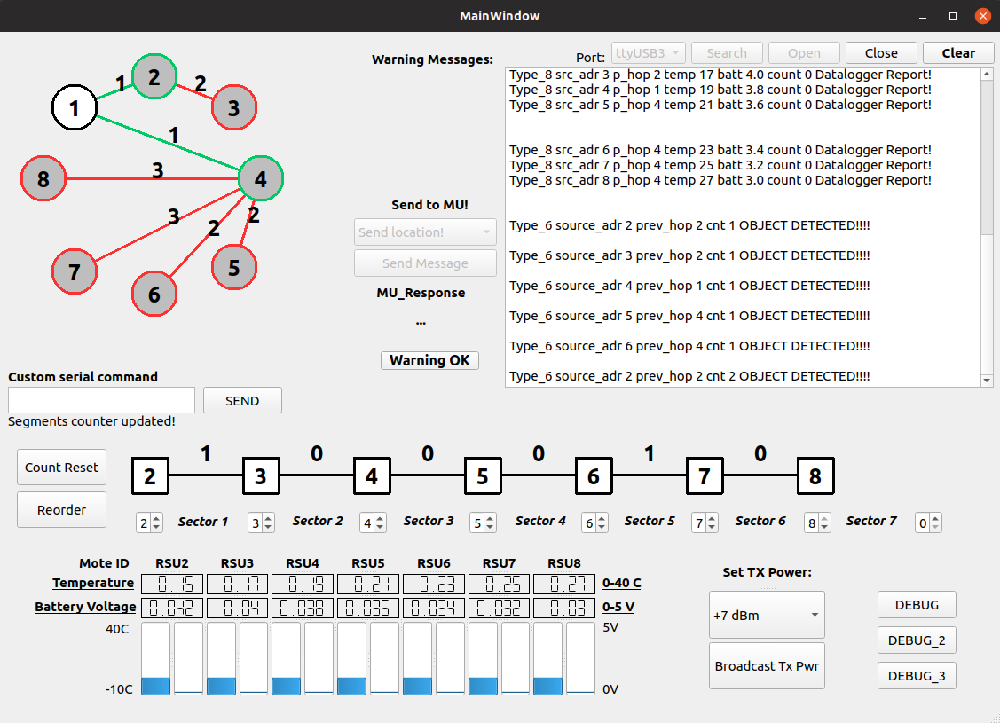 MainWindow
Warning Messages:
Port:
ttyUSB3
Search
Open
Close
Clear
Type_8 src_adr 3 p_hop 2 temp 17 batt 4.0 count 0 Datalogger Report!
Type_8 src_adr 4 p_hop 1 temp 19 batt 3.8 count 0 Datalogger Report!
Type_8 src_adr 5 p_hop 4 temp 21 batt 3.6 count 0 Datalogger Report!
Type_8 src_adr 6 p_hop 4 temp 23 batt 3.4 count 0 Datalogger Report!
Type_8 src_adr 7 p_hop 4 temp 25 batt 3.2 count 0 Datalogger Report!
Type_8 src_adr 8 p_hop 4 temp 27 batt 3.0 count 0 Datalogger Report!
Type_6 source_adr 2 prev_hop 2 cnt 1 OBJECT DETECTED!!!!
Type_6 source_adr 3 prev_hop 2 cnt 1 OBJECT DETECTED!!!!
Type_6 source_adr 4 prev_hop 1 cnt 1 OBJECT DETECTED!!!!
Type_6 source_adr 5 prev_hop 4 cnt 1 OBJECT DETECTED!!!!
Type_6 source_adr 6 prev_hop 4 cnt 1 OBJECT DETECTED!!!!
Type_6 source_adr 2 prev_hop 2 cnt 2 OBJECT DETECTED!!!!
1 2 2
1 3
1
8 3 4
3 2 2
7 6 5
Send to MU!
Send location!
Send Message
MU_Response
...
Warning OK
Custom serial command
SEND
Segments counter updated!
Count Reset
Reorder
1 0 0 0 1 0
2 3 4 5 6 7 8
2 Sector 1 3 Sector 2 4 Sector 3 5 Sector 4 6 Sector 5 7 Sector 6 8 Sector 7 0
Mote ID RSU2 RSU3 RSU4 RSU5 RSU6 RSU7 RSU8
Temperature 0.15 0.17 0.19 0.21 0.23 0.25 0.27 0-40 C
Battery Voltage 0.042 0.04 0.038 0.036 0.034 0.032 0.03 0-5 V
40C 5V
-10C 0V
Set TX Power:
+7 dBm
Broadcast Tx Pwr
DEBUG
DEBUG_2
DEBUG_3